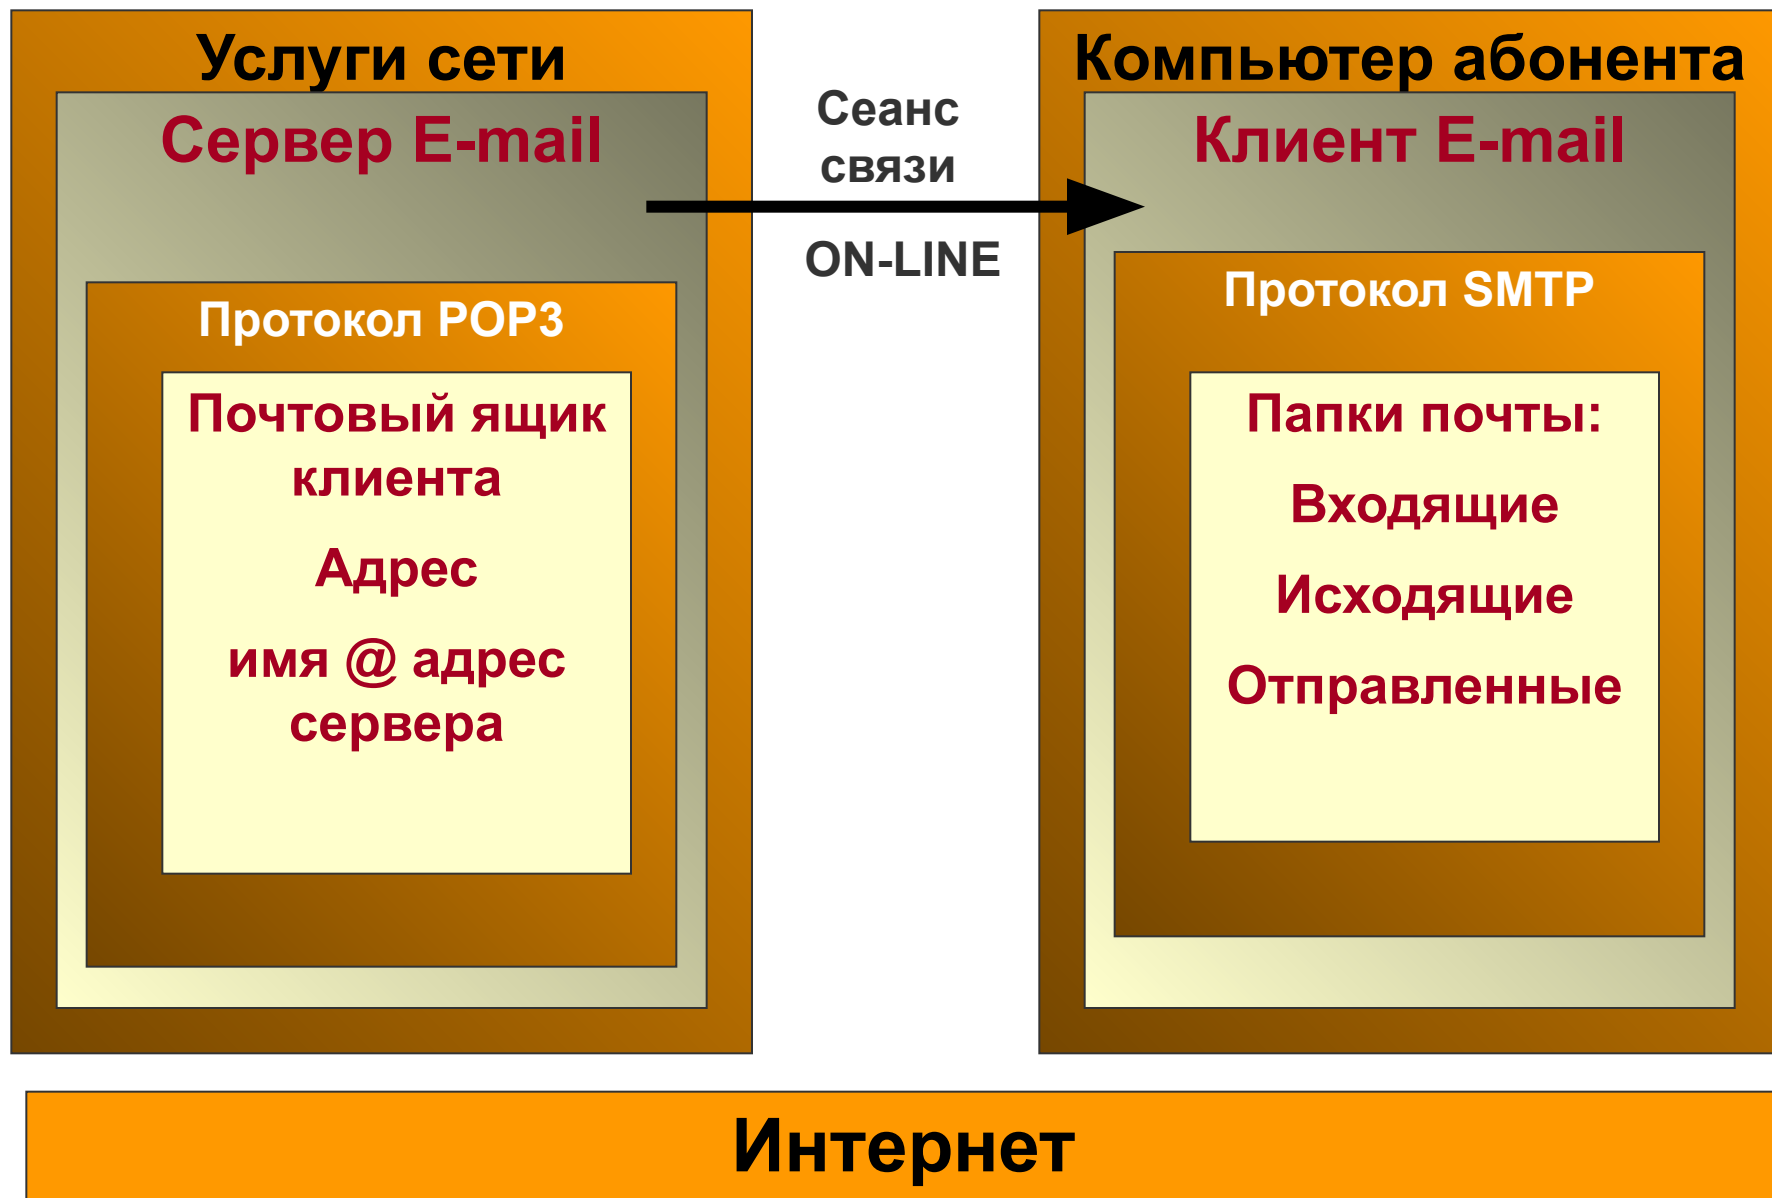 Услуги сети
Сервер E-mail
Протокол POP3
Почтовый ящик
клиента
Адрес
имя @ адрес
сервера
Сеанс
связи
ON-LINE
Компьютер абонента
Клиент E-mail
Протокол SMTP
Папки почты:
Входящие
Исходящие
Отправленные
Интернет